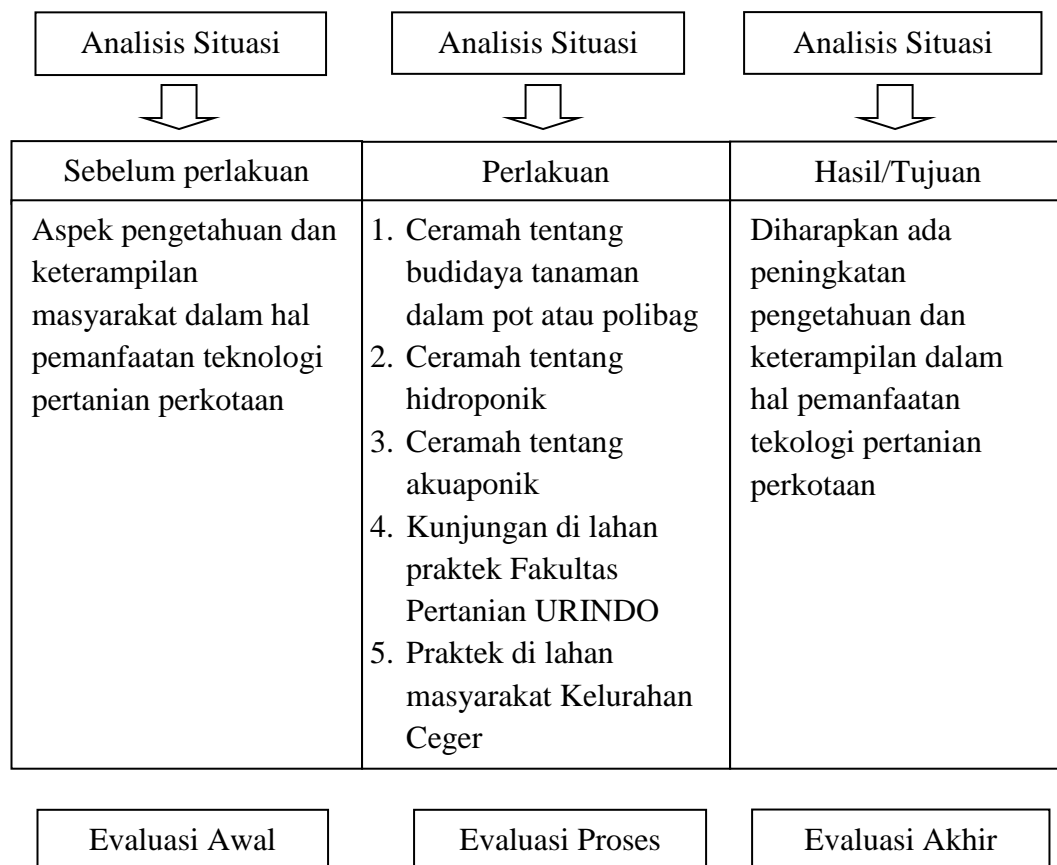 Analisis Situasi
Analisis Situasi
Analisis Situasi
Sebelum perlakuan
Perlakuan
Hasil/Tujuan
Aspek pengetahuan dan
keterampilan
masyarakat dalam hal
pemanfaatan teknologi
pertanian perkotaan
1. Ceramah tentang
budidaya tanaman
dalam pot atau polibag
2. Ceramah tentang
hidroponik
3. Ceramah tentang
akuaponik
4. Kunjungan di lahan
praktek Fakultas
Pertanian URINDO
5. Praktek di lahan
masyarakat Kelurahan
Ceger
Diharapkan ada
peningkatan
pengetahuan dan
keterampilan dalam
hal pemanfaatan
tekologi pertanian
perkotaan
Evaluasi Awal
Evaluasi Proses
Evaluasi Akhir